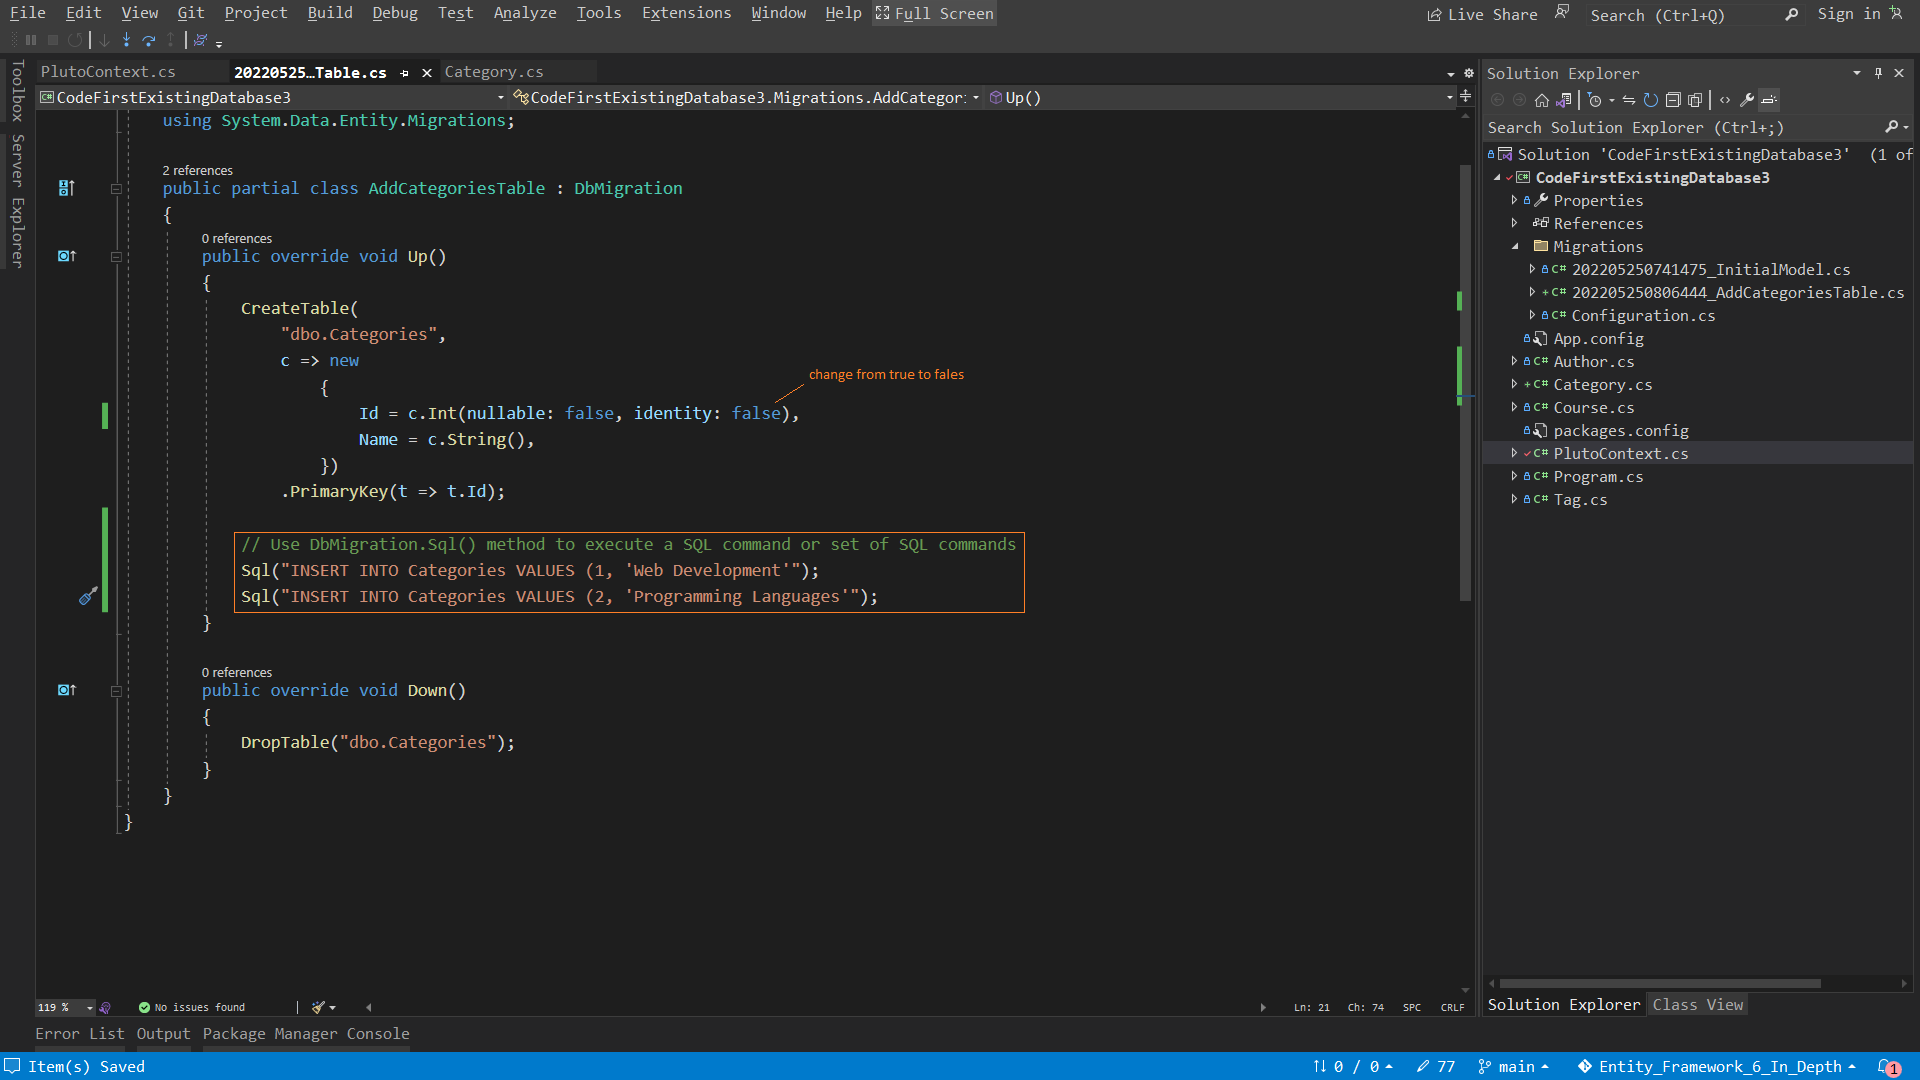 File Edit View Git Project Build Debug Test Analyze Tools Extensions Window Help Full Screen Live Share Search (Ctrl+Q) Sign in
PlutoContext.cs 20220525...Table.cs Category.cs
CodeFirstExistingDatabase3 CodeFirstExistingDatabase3.Migrations.AddCategor: Up()
Toolbox
Server Explorer
using System.Data.Entity.Migrations;
2 references
public partial class AddCategoriesTable : DbMigration
{
0 references
public override void Up()
{
CreateTable(
"dbo.Categories",
c => new
{
change from true to fales
Id = c.Int(nullable: false, identity: false),
Name = c.String(),
})
.PrimaryKey(t => t.Id);
// Use DbMigration.Sql() method to execute a SQL command or set of SQL commands
Sql("INSERT INTO Categories VALUES (1, 'Web Development'");
Sql("INSERT INTO Categories VALUES (2, 'Programming Languages'");
}
0 references
public override void Down()
{
DropTable("dbo.Categories");
}
}
}
119 % No issues found Ln: 21 Ch: 74 SPC CRLF
Solution Explorer
Search Solution Explorer (Ctrl+;)
Solution 'CodeFirstExistingDatabase3' (1 of
C# CodeFirstExistingDatabase3
Properties
References
Migrations
C# 202205250741475_InitialModel.cs
+ C# 202205250806444_AddCategoriesTable.cs
C# Configuration.cs
App.config
C# Author.cs
+ C# Category.cs
C# Course.cs
packages.config
C# PlutoContext.cs
C# Program.cs
C# Tag.cs
Solution Explorer Class View
Error List Output Package Manager Console
Item(s) Saved 0 / 0 77 main Entity_Framework_6_In_Depth 1